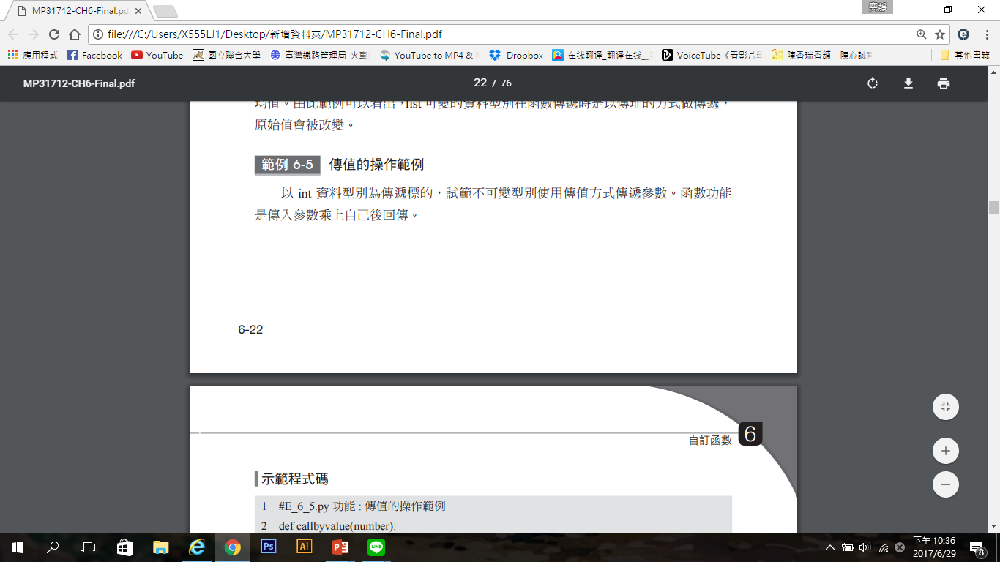 MP31712-CH6-Final.pd
奕靜
file:///C:/Users/X555LJ1/Desktop/新增資料夾/MP31712-CH6-Final.pdf
應用程式 Facebook YouTube 國立聯合大學 臺灣鐵路管理局-火車 YouTube to MP4 & Dropbox 在线翻译_翻译在线_ VoiceTube《看影片學 陳香瑞香舖 – 陳心誠 其他書籤
MP31712-CH6-Final.pdf 22 / 76
均值。由此範例可以看出，list 可變的資料型別在函數傳遞時是以傳址的方式做傳遞，
原始值會被改變。
範例 6-5 傳值的操作範例
以 int 資料型別為傳遞標的，試範不可變型別使用傳值方式傳遞參數。函數功能
是傳入參數乘上自己後回傳。
6-22
自訂函數 6
示範程式碼
1 #E_6_5.py 功能 : 傳值的操作範例
2 def callbyvalue(number):
Ps Ai P LINE
下午 10:36
2017/6/29
8